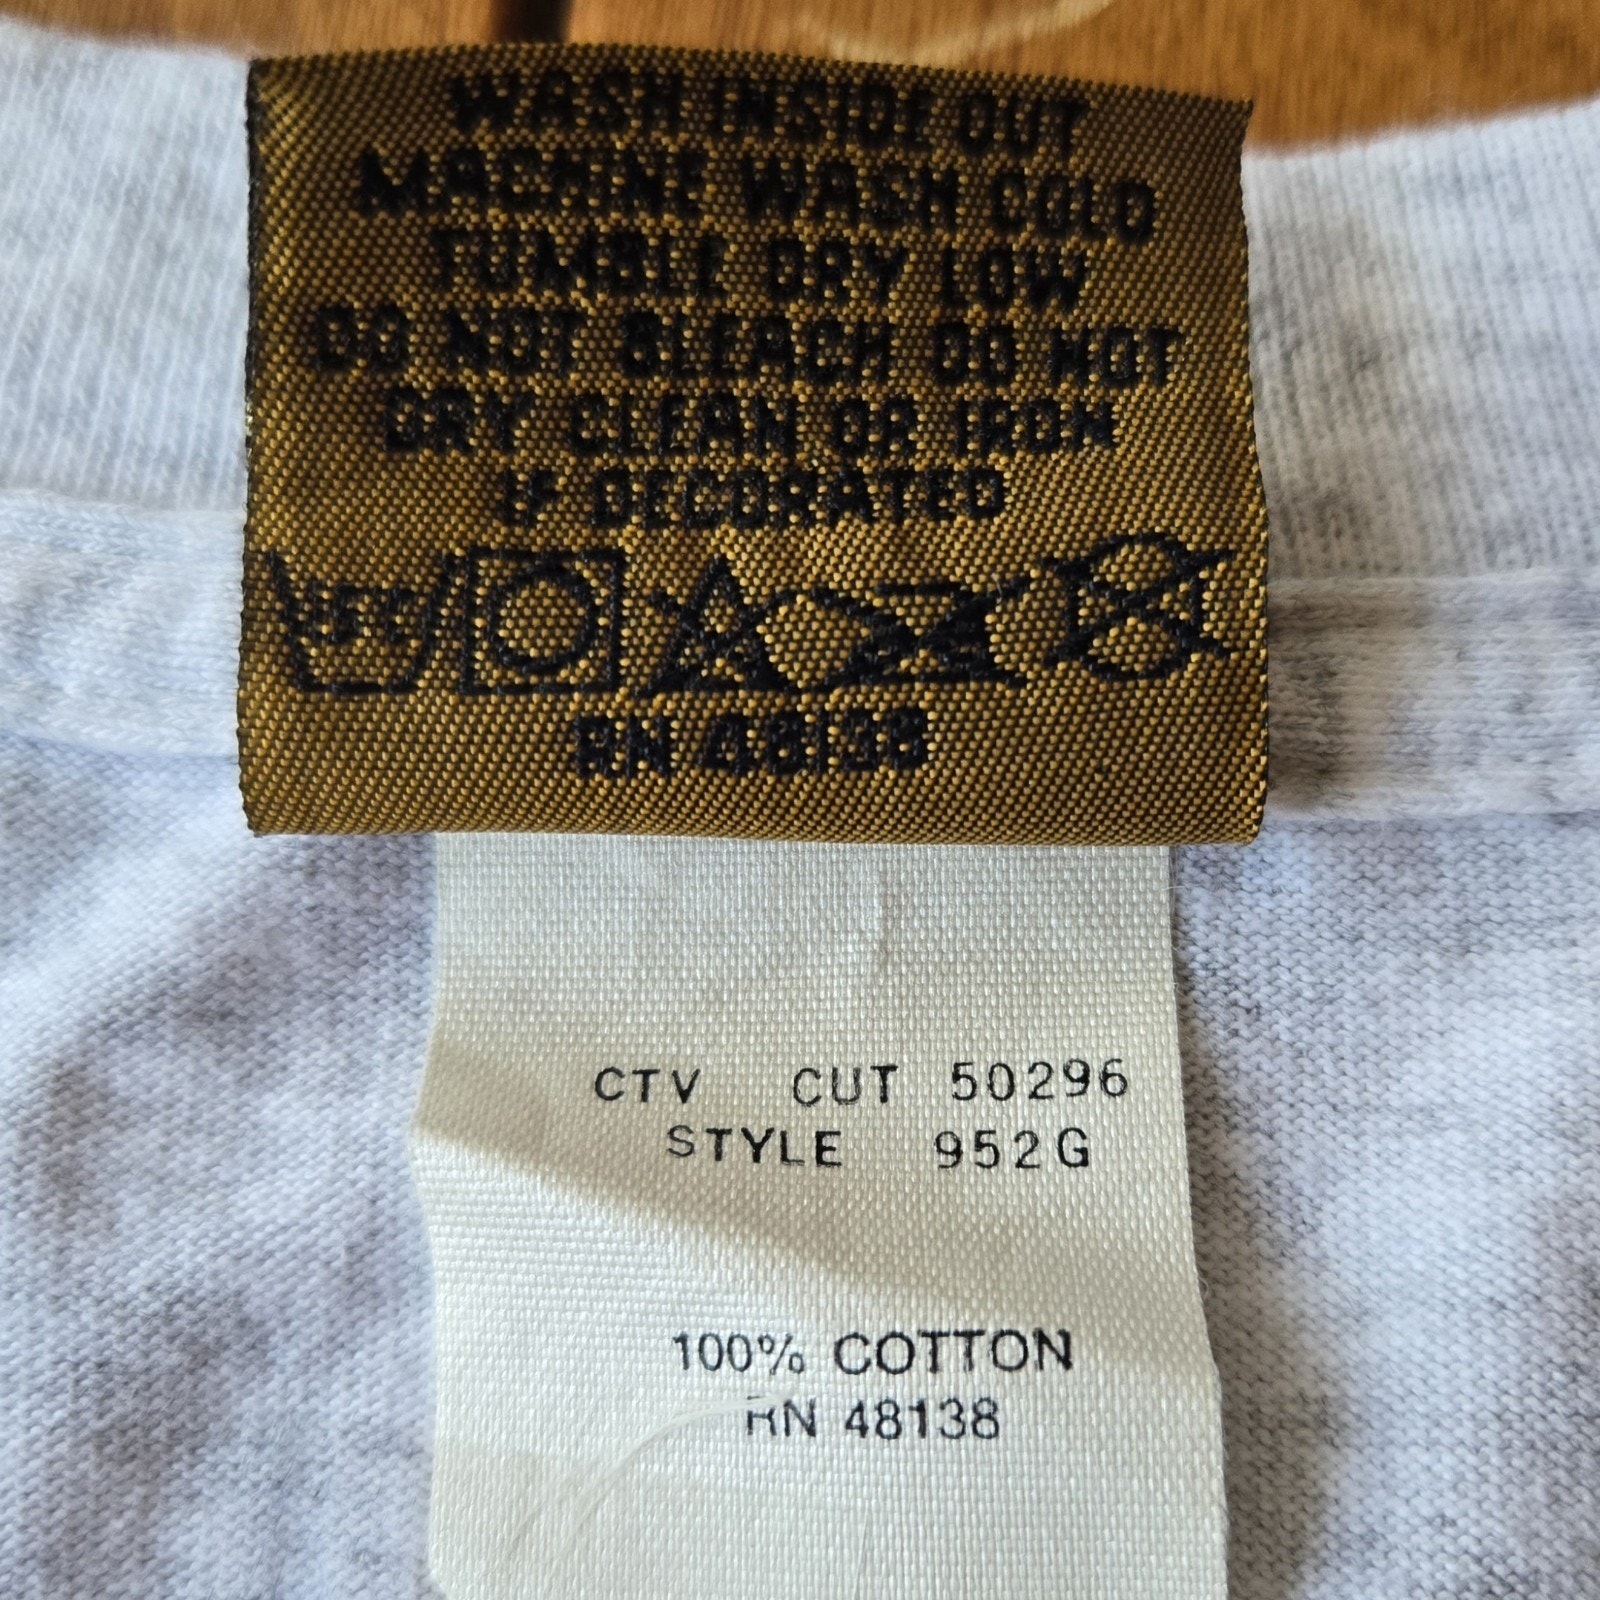 WASH INSIDE OUT
MACHINE WASH COLD
TUMBLE DRY LOW
DO NOT BLEACH DO NOT
DRY CLEAN OR IRON
IF DECORATED
RN 48138
CTV CUT 50296
STYLE 952G
100% COTTON
RN 48138